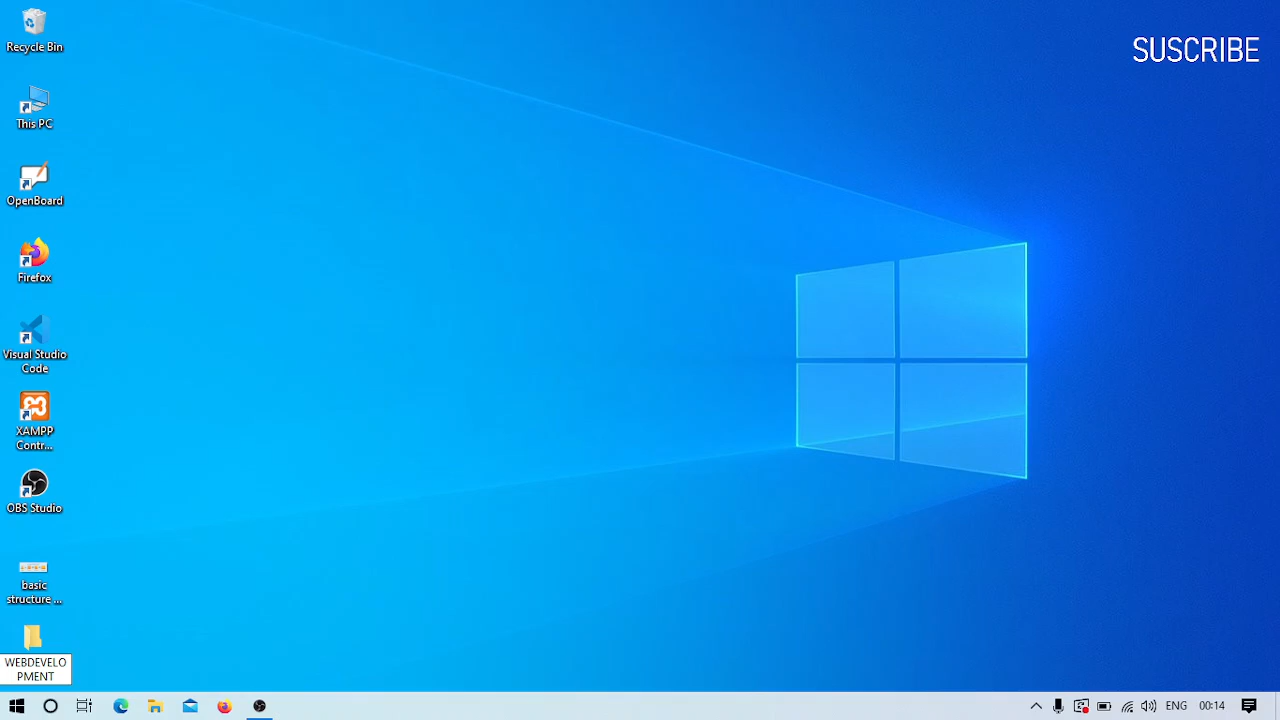 Recycle Bin
SUSCRIBE
This PC
OpenBoard
Firefox
Visual Studio
Code
XAMPP
Contr...
OBS Studio
basic
structure ...
WEBDEVELO
PMENT
ENG
00:14